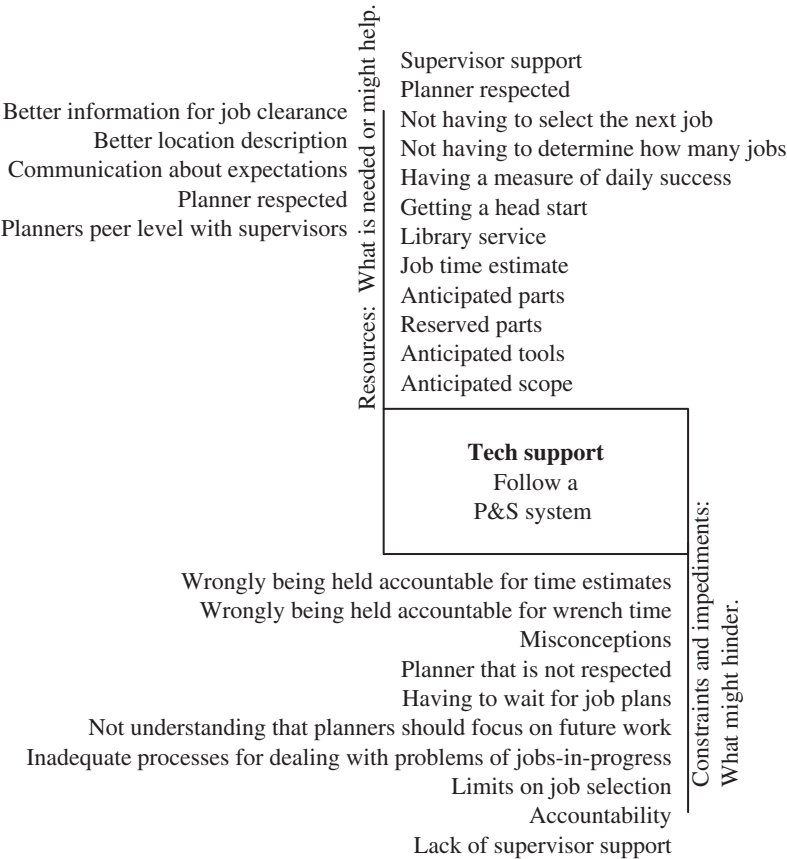 Better information for job clearance
Better location description
Communication about expectations
Planner respected
Planners peer level with supervisors
Resources: What is needed or might help.
Supervisor support
Planner respected
Not having to select the next job
Not having to determine how many jobs
Having a measure of daily success
Getting a head start
Library service
Job time estimate
Anticipated parts
Reserved parts
Anticipated tools
Anticipated scope
Tech support
Follow a
P&S system
Wrongly being held accountable for time estimates
Wrongly being held accountable for wrench time
Misconceptions
Planner that is not respected
Having to wait for job plans
Not understanding that planners should focus on future work
Inadequate processes for dealing with problems of jobs-in-progress
Limits on job selection
Accountability
Lack of supervisor support
Constraints and impediments:
What might hinder.